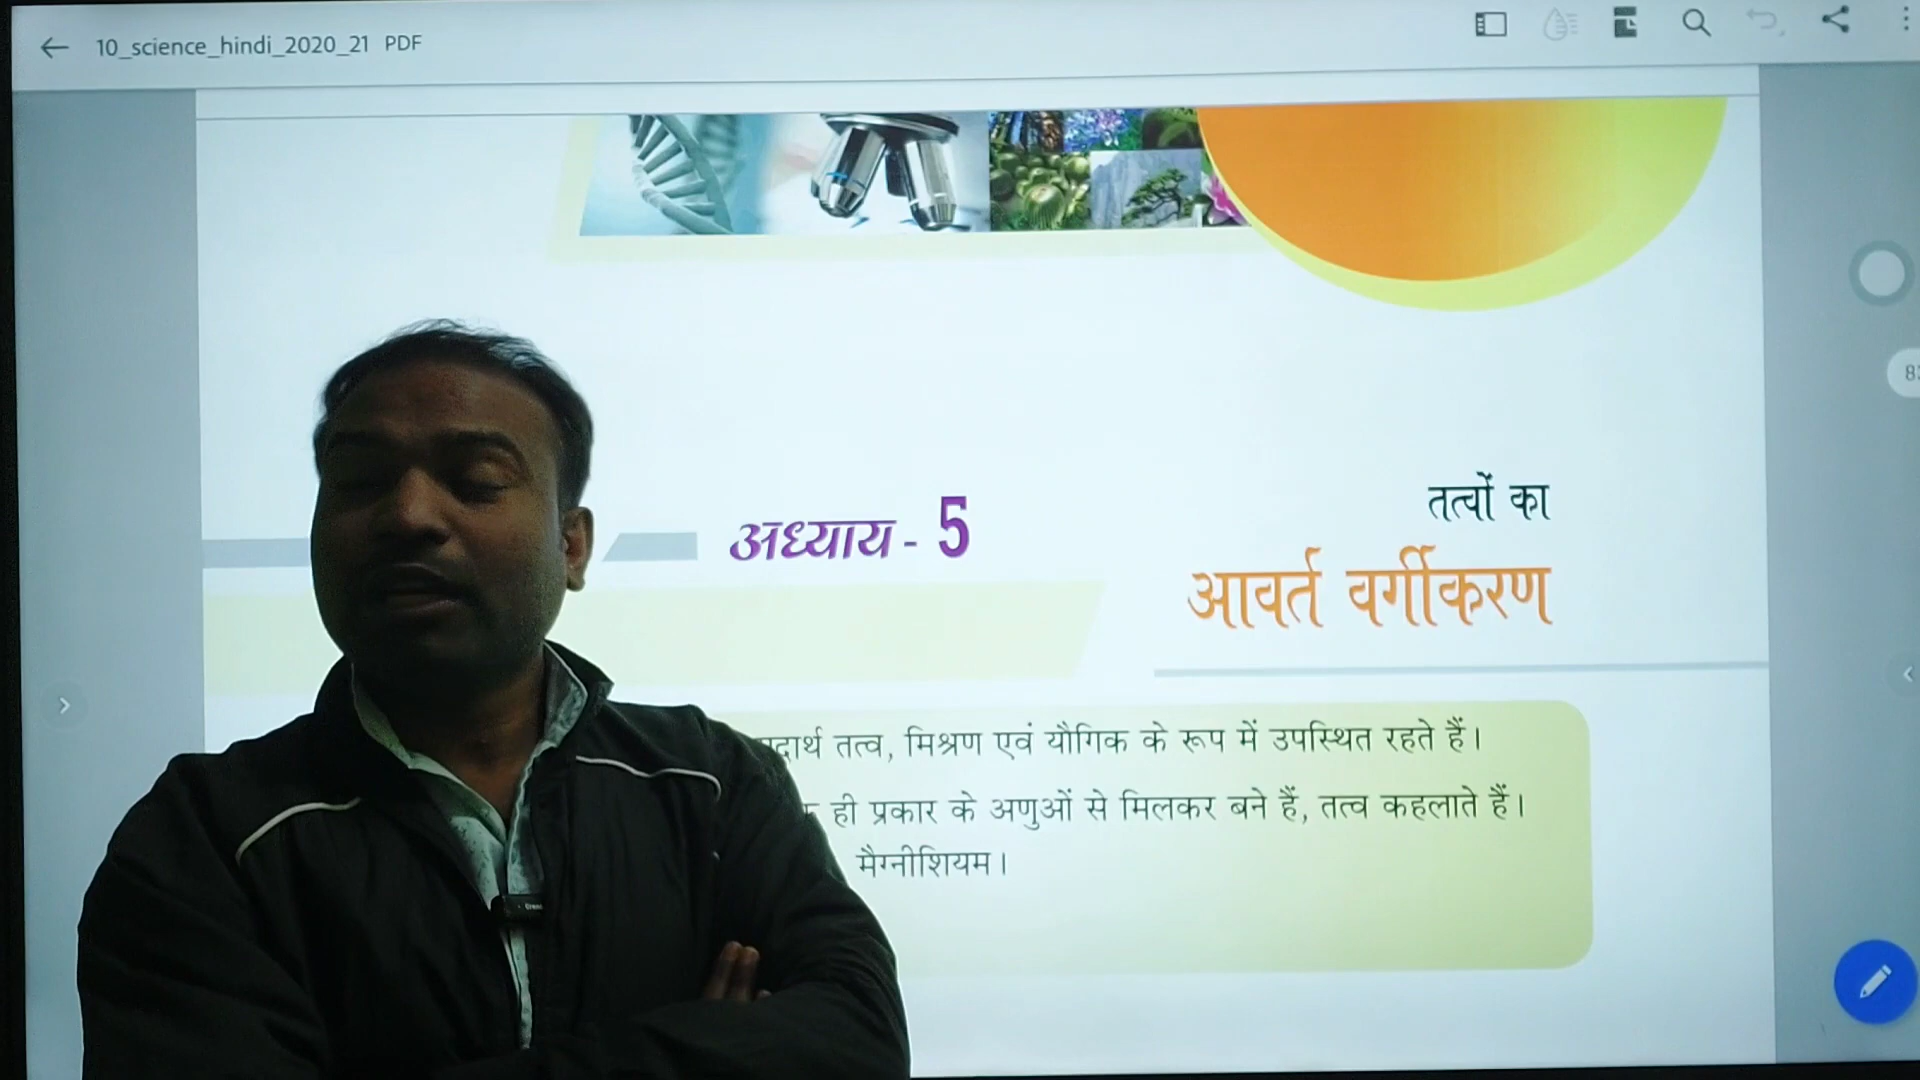 10_science_hindi_2020_21 PDF
तत्वों का
अध्याय - 5
आवर्त वर्गीकरण
पदार्थ तत्व, मिश्रण एवं यौगिक के रूप में उपस्थित रहते हैं।
ही प्रकार के अणुओं से मिलकर बने हैं, तत्व कहलाते हैं।
मैग्नीशियम।